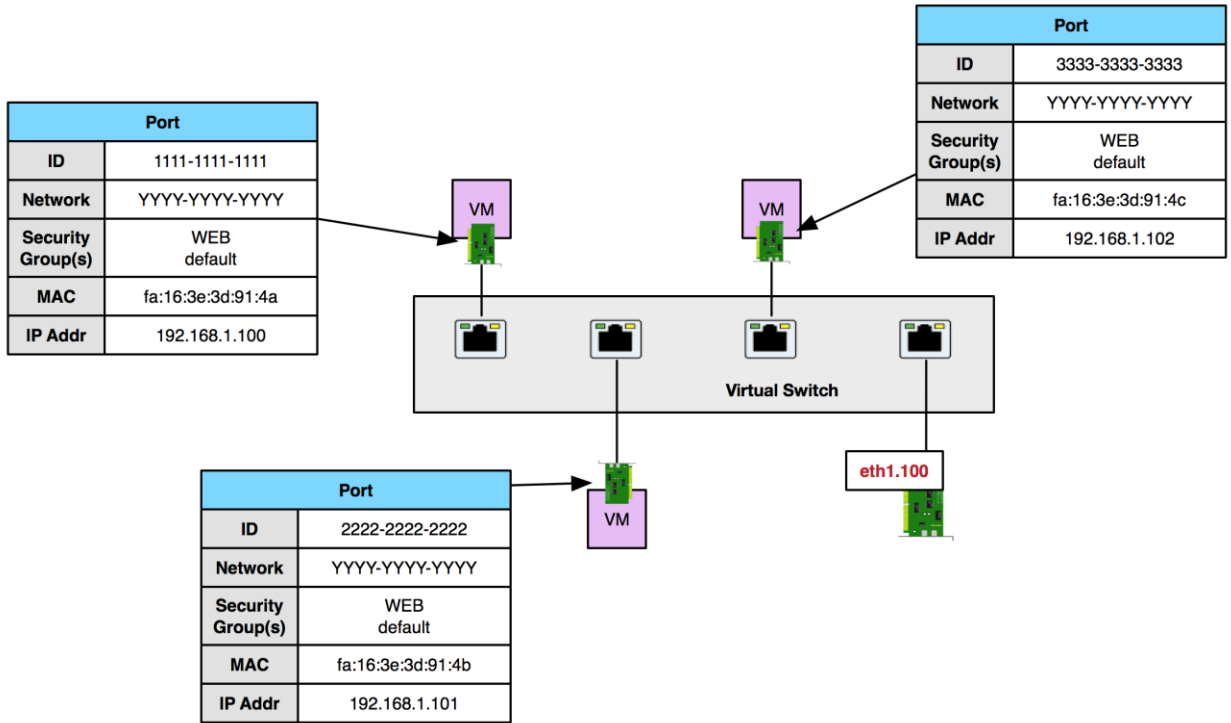 Port
ID 3333-3333-3333
Network YYYY-YYYY-YYYY
Security Group(s) WEB default
MAC fa:16:3e:3d:91:4c
IP Addr 192.168.1.102
Port
ID 1111-1111-1111
Network YYYY-YYYY-YYYY
Security Group(s) WEB default
MAC fa:16:3e:3d:91:4a
IP Addr 192.168.1.100
VM
VM
Virtual Switch
eth1.100
Port
ID 2222-2222-2222
Network YYYY-YYYY-YYYY
Security Group(s) WEB default
MAC fa:16:3e:3d:91:4b
IP Addr 192.168.1.101
VM